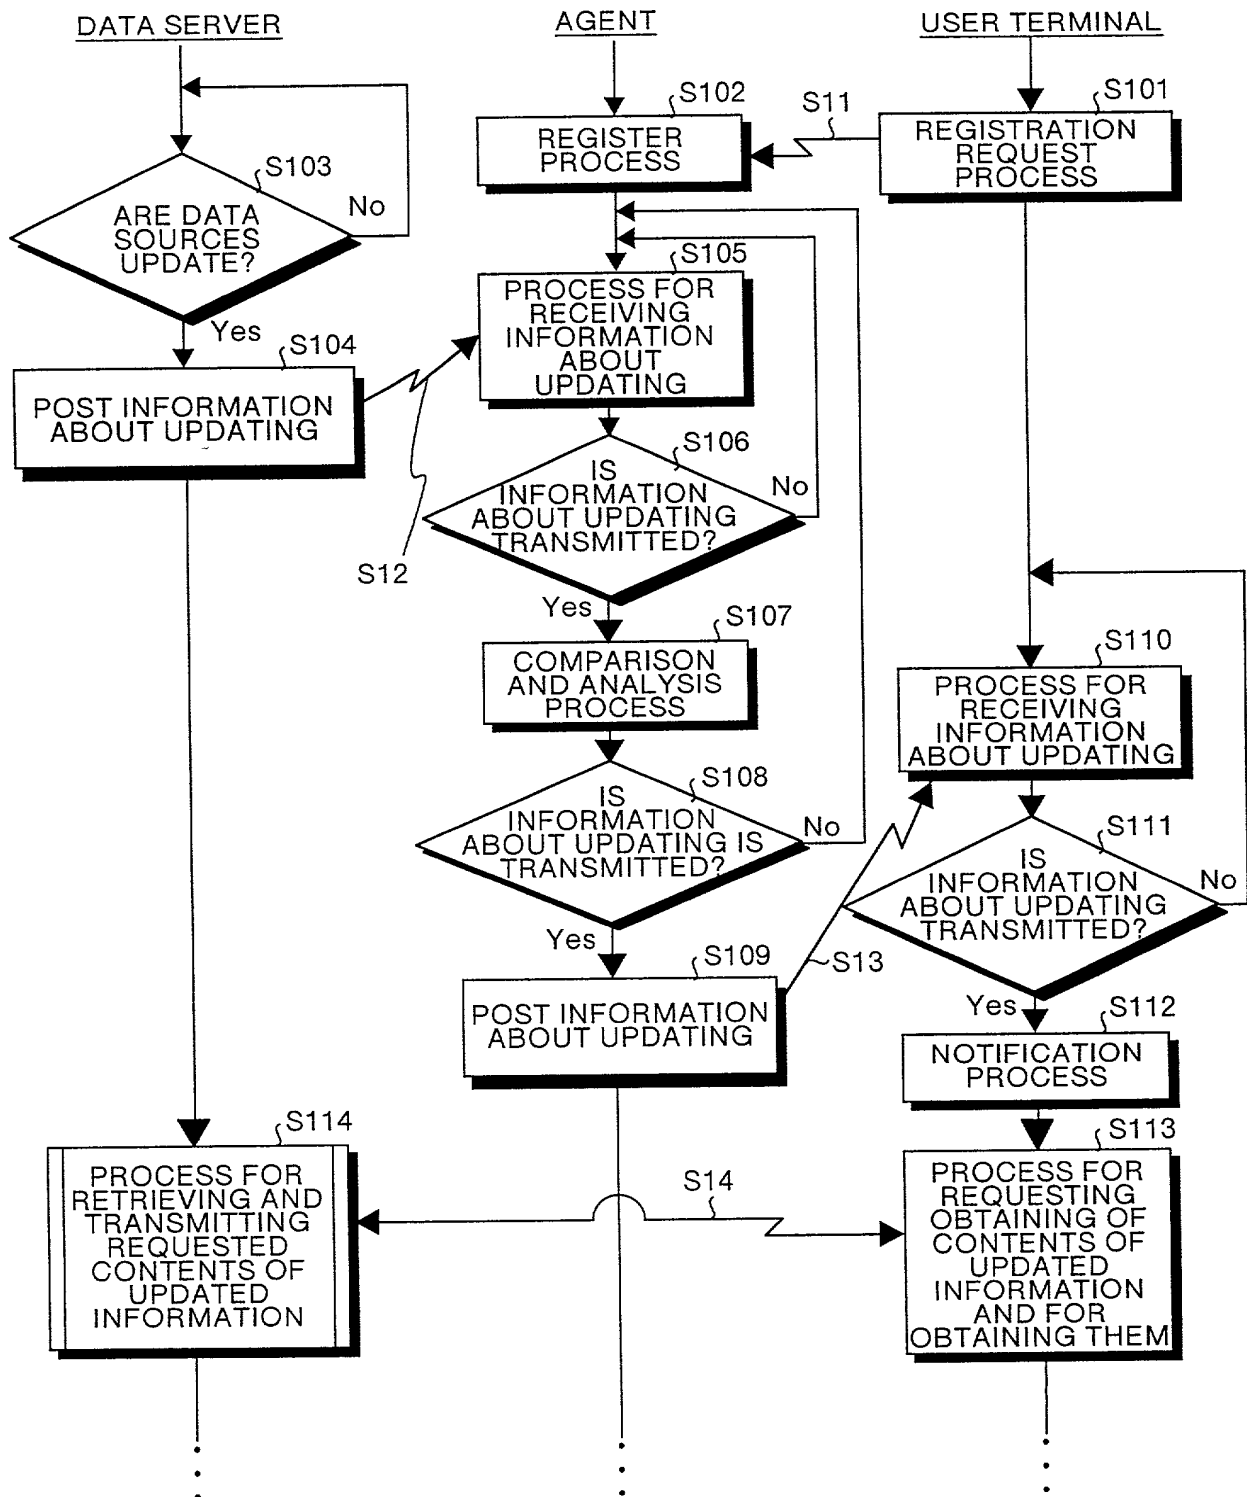 DATA SERVER
AGENT
USER TERMINAL
S102
REGISTER
PROCESS
S11
S101
REGISTRATION
REQUEST
PROCESS
S103
ARE DATA
SOURCES
UPDATE?
No
Yes
S104
POST INFORMATION
ABOUT UPDATING
S12
S105
PROCESS FOR
RECEIVING
INFORMATION
ABOUT
UPDATING
S106
IS
INFORMATION
ABOUT UPDATING
TRANSMITTED?
No
Yes
S107
COMPARISON
AND ANALYSIS
PROCESS
S108
IS
INFORMATION
ABOUT UPDATING IS
TRANSMITTED?
No
Yes
S109
POST INFORMATION
ABOUT UPDATING
S13
S110
PROCESS FOR
RECEIVING
INFORMATION
ABOUT UPDATING
S111
IS
INFORMATION
ABOUT UPDATING
TRANSMITTED?
No
Yes
S112
NOTIFICATION
PROCESS
S114
PROCESS FOR
RETRIEVING AND
TRANSMITTING
REQUESTED
CONTENTS OF
UPDATED
INFORMATION
S14
S113
PROCESS FOR
REQUESTING
OBTAINING OF
CONTENTS OF
UPDATED
INFORMATION
AND FOR
OBTAINING THEM